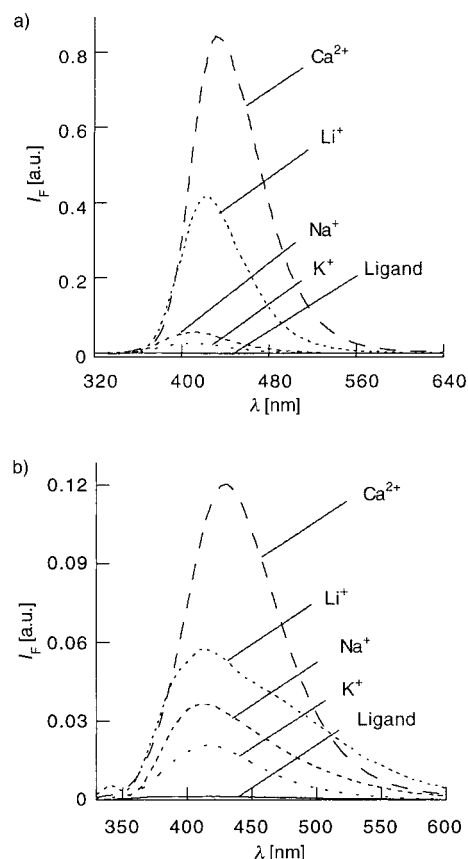 a)
I_F [a.u.]
0.8
0.6
0.4
0.2
0
Ca²⁺
Li⁺
Na⁺
K⁺
Ligand
320 400 480 560 640
λ [nm]
b)
I_F [a.u.]
0.12
0.09
0.06
0.03
0
Ca²⁺
Li⁺
Na⁺
K⁺
Ligand
350 400 450 500 550 600
λ [nm]